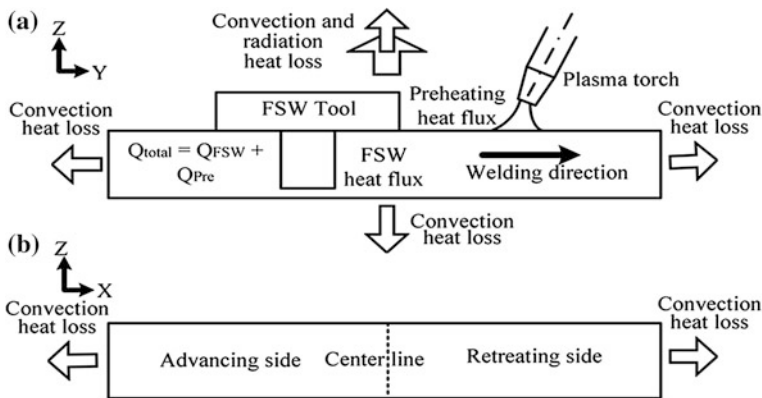 (a)
Z
Y
Convection and
radiation
heat loss
Plasma torch
Preheating
heat flux
Convection
heat loss
FSW Tool
Convection
heat loss
Qtotal = QFSW +
QPre
FSW
heat flux
Welding direction
Convection
heat loss
(b)
Z
X
Convection
heat loss
Convection
heat loss
Advancing side
Center line
Retreating side